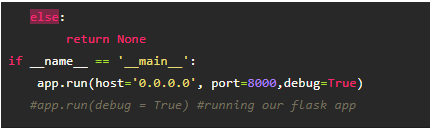 else:
return None
if __name__ == '__main__':
app.run(host='0.0.0.0', port=8000,debug=True)
#app.run(debug = True) #running our flask app